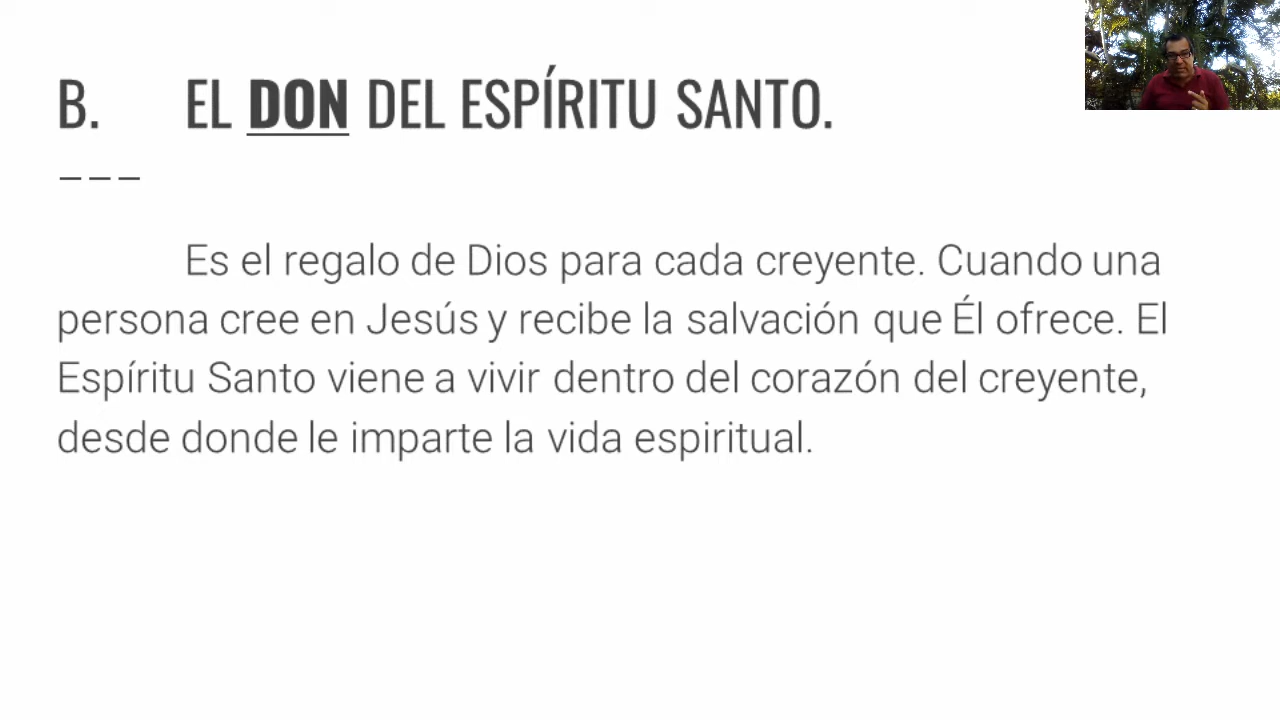 B. EL DON DEL ESPÍRITU SANTO.
Es el regalo de Dios para cada creyente. Cuando una
persona cree en Jesús y recibe la salvación que Él ofrece. El
Espíritu Santo viene a vivir dentro del corazón del creyente,
desde donde le imparte la vida espiritual.